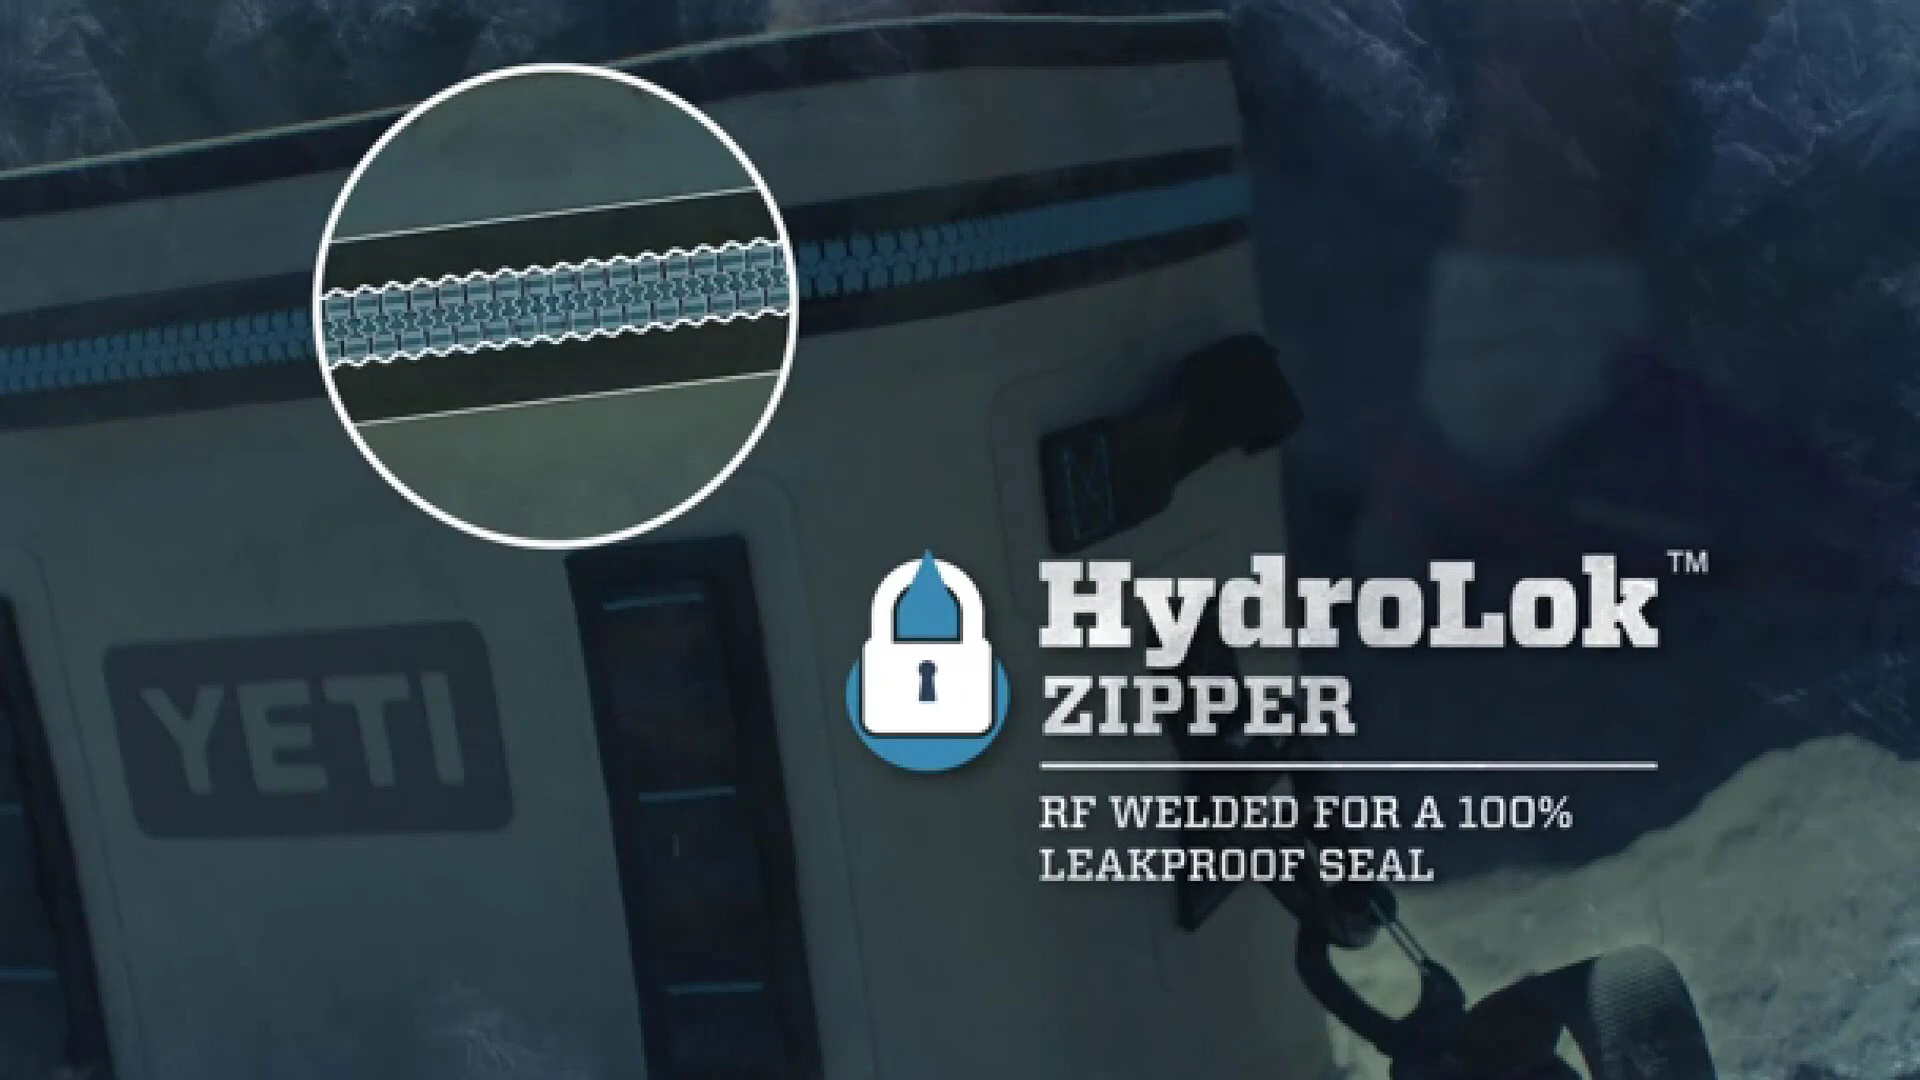 HydroLok™
ZIPPER
RF WELDED FOR A 100%
LEAKPROOF SEAL
YETI